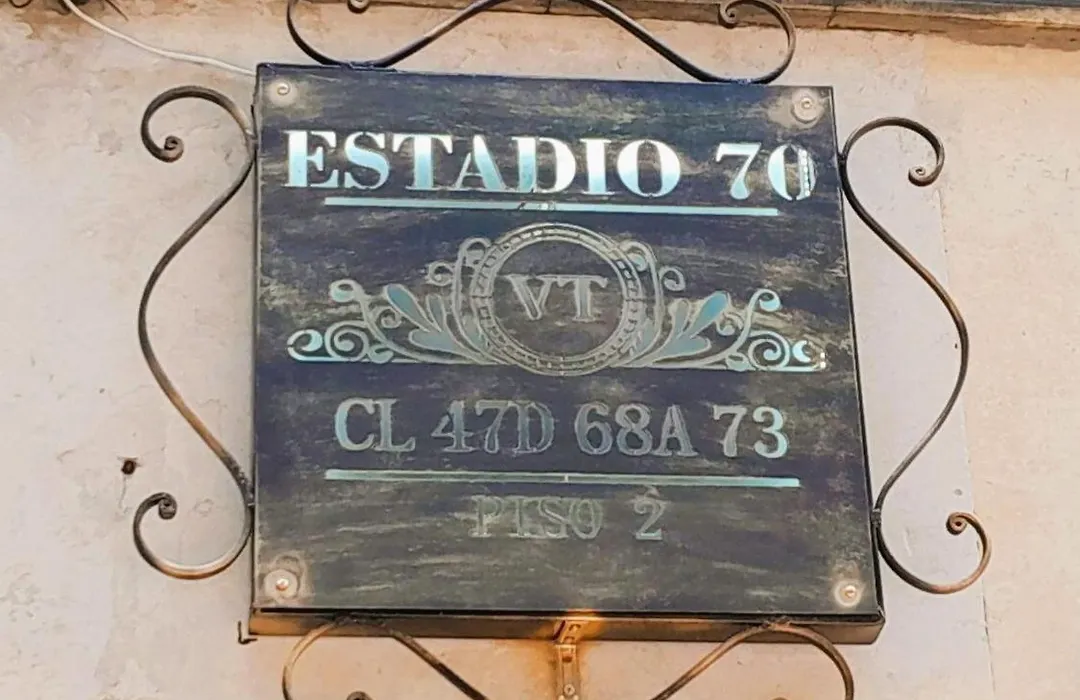 ESTADIO 70
VT
CL 47D 68A 73
PISO 2